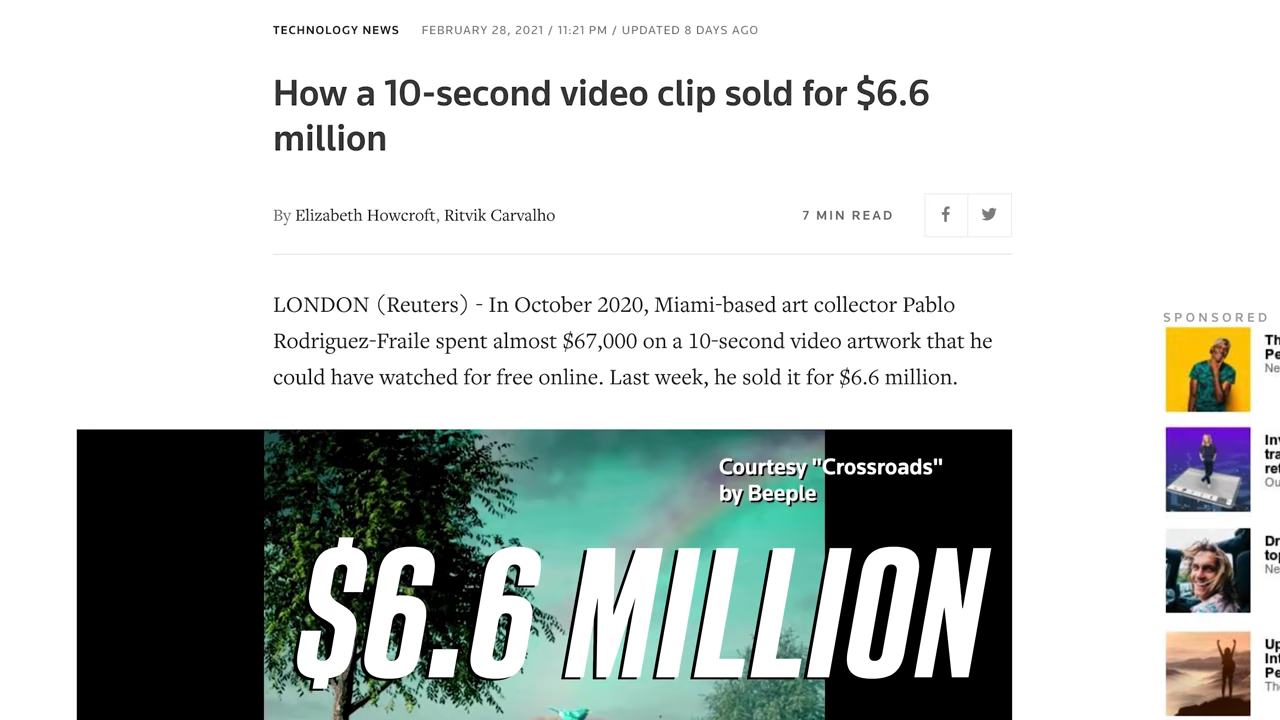 TECHNOLOGY NEWS FEBRUARY 28, 2021 / 11:21 PM / UPDATED 8 DAYS AGO
How a 10-second video clip sold for $6.6
million
By Elizabeth Howcroft, Ritvik Carvalho
7 MIN READ
LONDON (Reuters) - In October 2020, Miami-based art collector Pablo
Rodriguez-Fraile spent almost $67,000 on a 10-second video artwork that he
could have watched for free online. Last week, he sold it for $6.6 million.
Courtesy "Crossroads"
by Beeple
$6.6 MILLION
SPONSORED